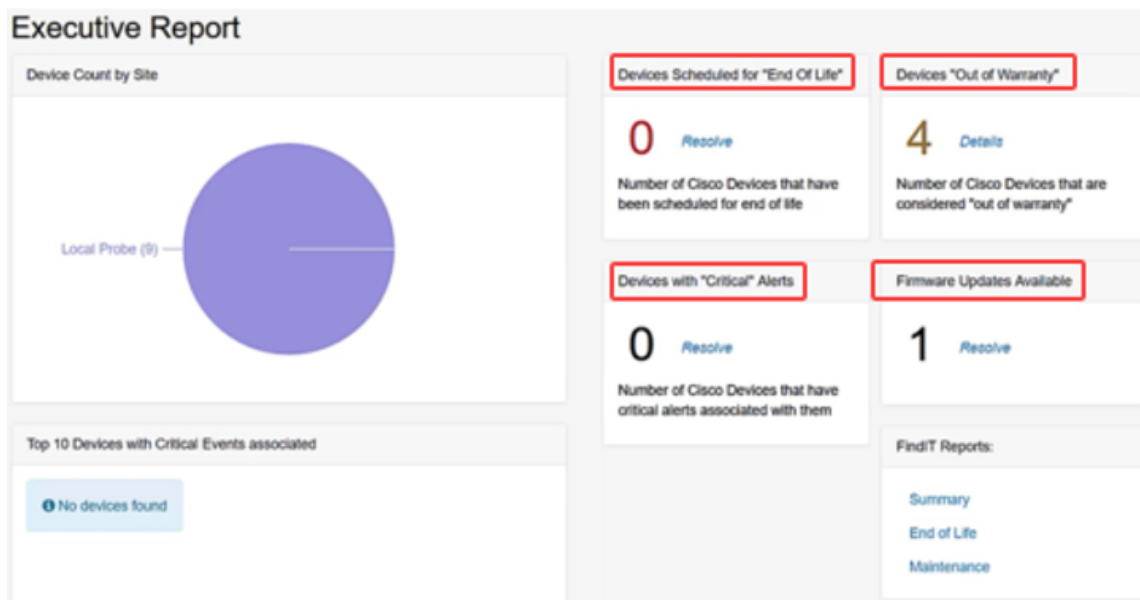 Executive Report
Device Count by Site
Local Probe (9)
Top 10 Devices with Critical Events associated
No devices found
Devices Scheduled for "End Of Life"
0 Resolve
Number of Cisco Devices that have
been scheduled for end of life
Devices "Out of Warranty"
4 Details
Number of Cisco Devices that are
considered "out of warranty"
Devices with "Critical" Alerts
0 Resolve
Number of Cisco Devices that have
critical alerts associated with them
Firmware Updates Available
1 Resolve
FindIT Reports:
Summary
End of Life
Maintenance